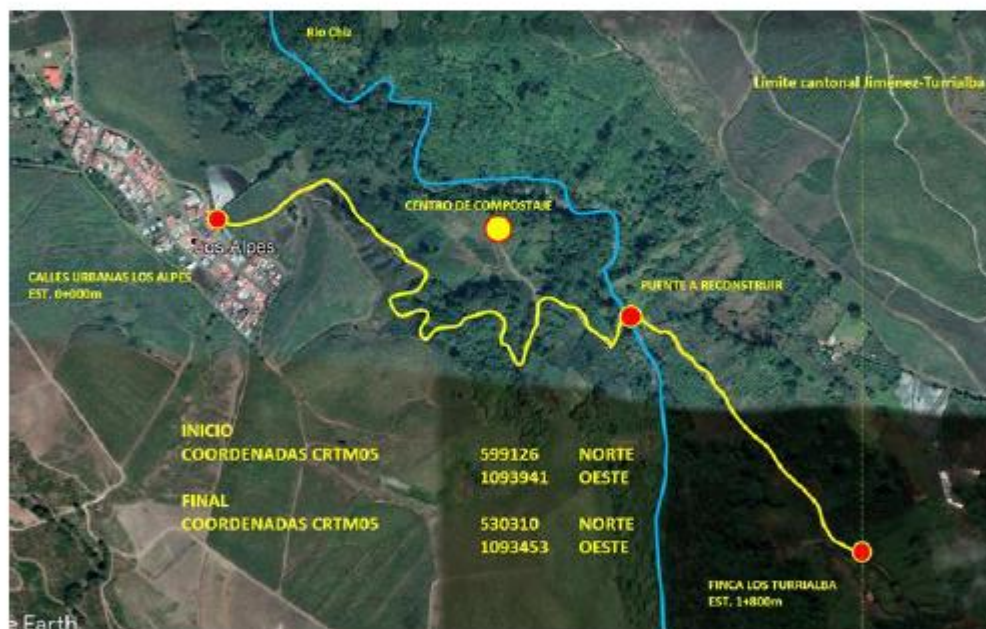 Rio Chiz
Limite cantonal Jiménez-Turrialba
CENTRO DE COMPOSTAJE
Los Alpes
CALLES URBANAS LOS ALPES
EST. 0+000m
PUENTE A RECONSTRUIR
INICIO
COORDENADAS CRTM05 599126 NORTE
1093941 OESTE
FINAL
COORDENADAS CRTM05 530310 NORTE
1093453 OESTE
FINCA LOS TURRIALBA
EST. 1+800m
e Earth